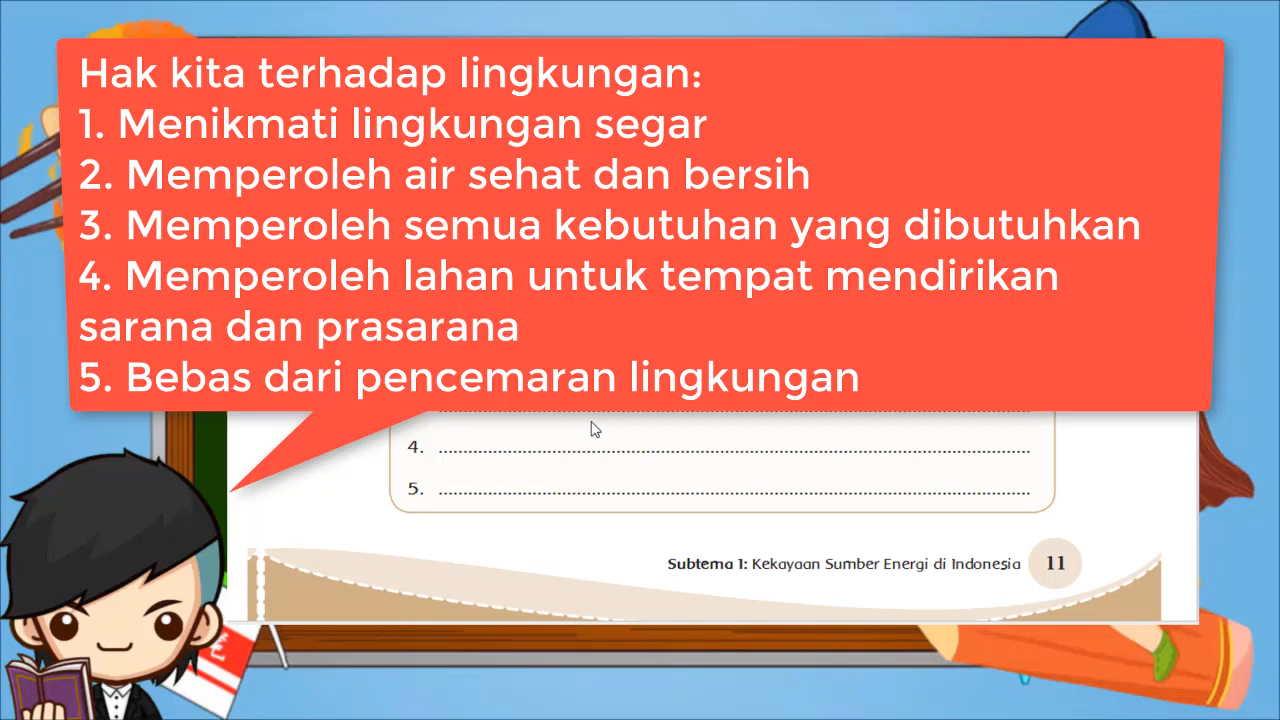 Hak kita terhadap lingkungan:
1. Menikmati lingkungan segar
2. Memperoleh air sehat dan bersih
3. Memperoleh semua kebutuhan yang dibutuhkan
4. Memperoleh lahan untuk tempat mendirikan
sarana dan prasarana
5. Bebas dari pencemaran lingkungan
4. ........................................................................
5. ........................................................................
Subtema 1: Kekayaan Sumber Energi di Indonesia 11